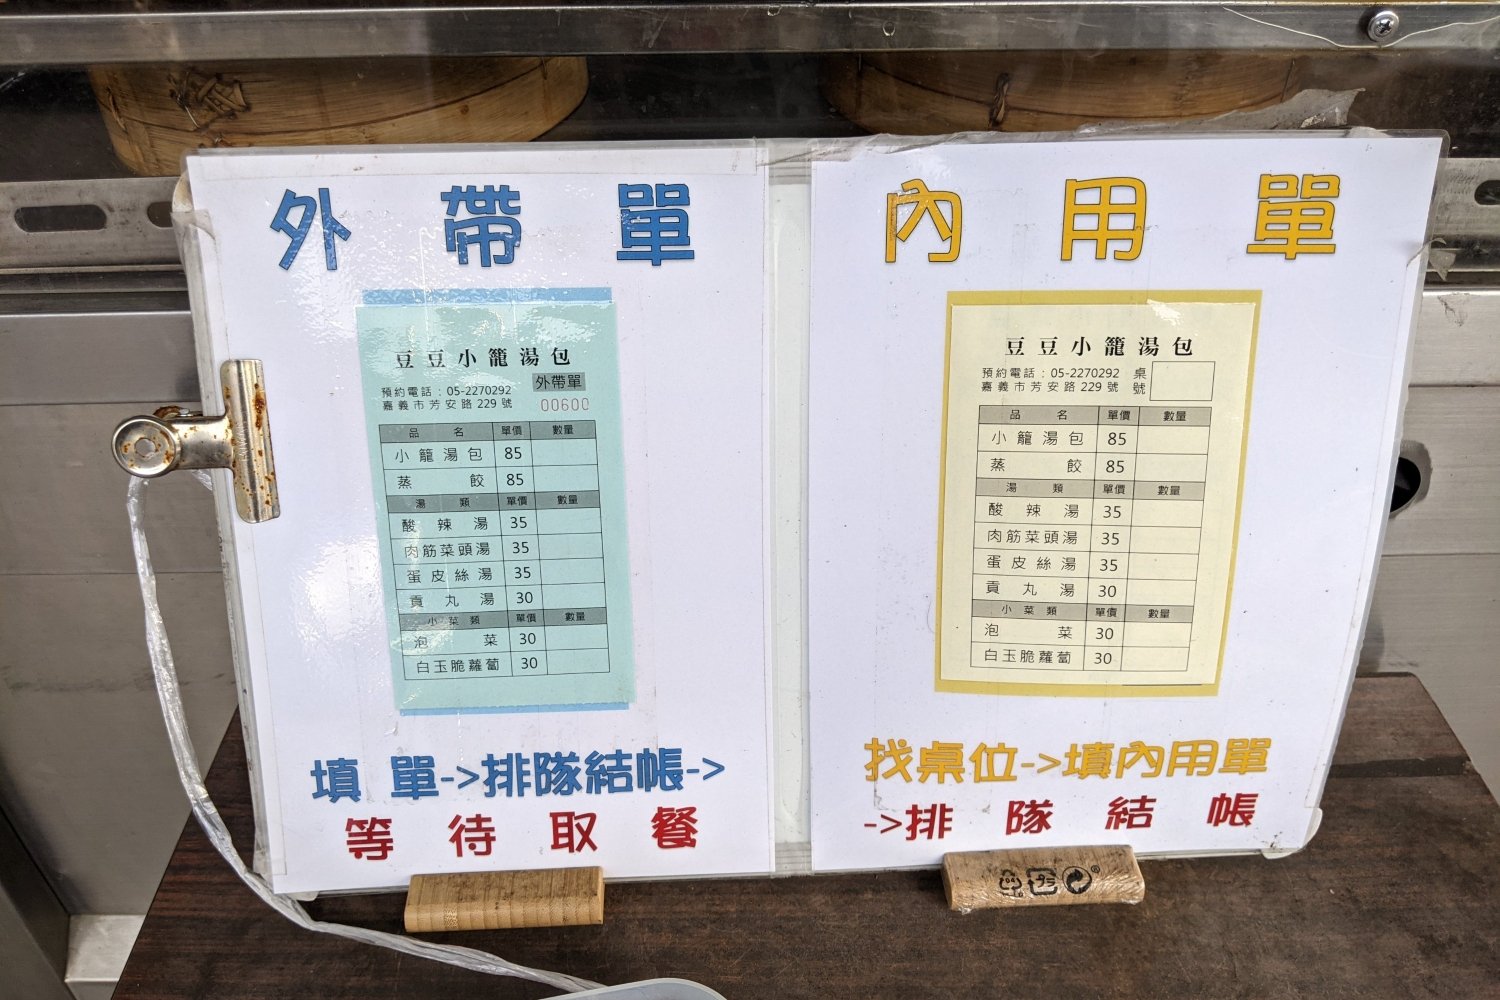 外帶單
豆豆小籠湯包
預約電話：05-2270292 外帶單
嘉義市芳安路229號 00600
品名 單價 數量
小籠湯包 85
蒸餃 85
湯類 單價 數量
酸辣湯 35
肉筋菜頭湯 35
蛋皮絲湯 35
貢丸湯 30
小菜類 單價 數量
泡菜 30
白玉脆蘿蔔 30
填單->排隊結帳->
等待取餐
內用單
豆豆小籠湯包
預約電話：05-2270292 桌號
嘉義市芳安路229號
品名 單價 數量
小籠湯包 85
蒸餃 85
湯類 單價 數量
酸辣湯 35
肉筋菜頭湯 35
蛋皮絲湯 35
貢丸湯 30
小菜類 單價 數量
泡菜 30
白玉脆蘿蔔 30
找桌位->填內用單
->排隊結帳